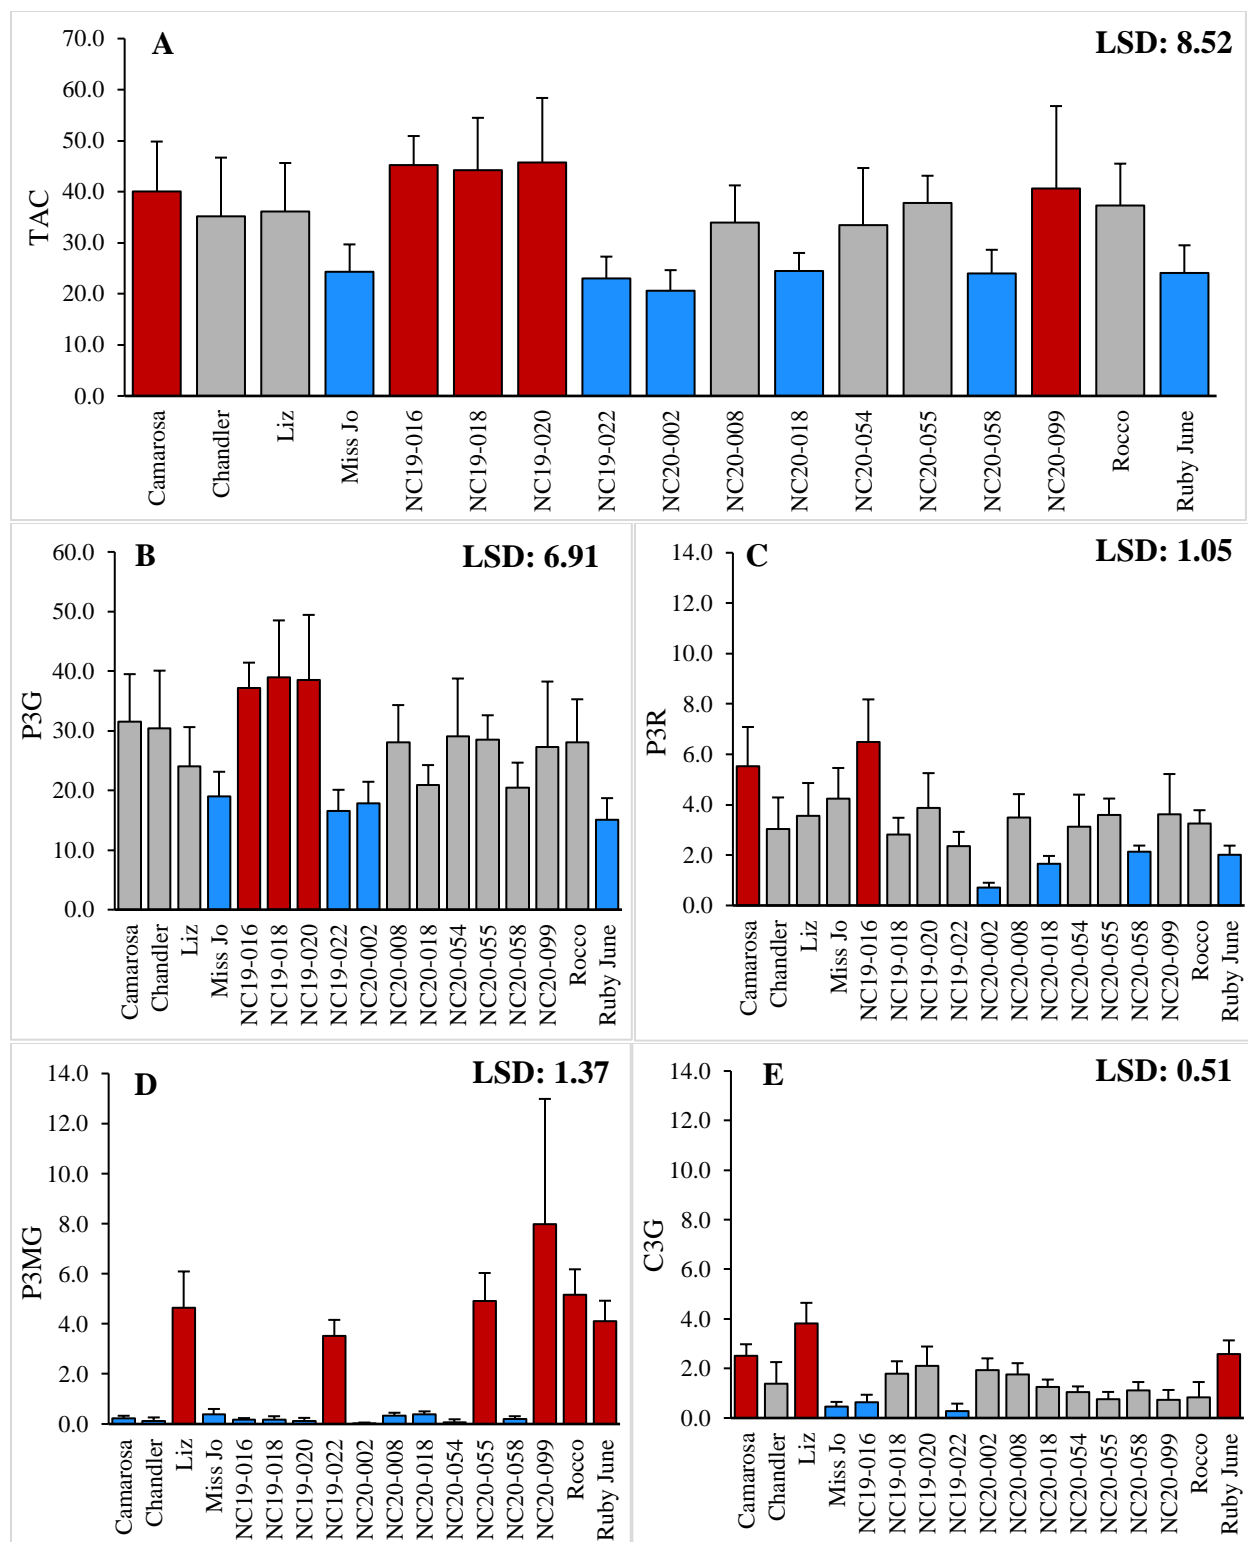 A
LSD: 8.52
70.0
60.0
50.0
40.0
30.0
20.0
10.0
0.0
TAC
Camarosa
Chandler
Liz
Miss Jo
NC19-016
NC19-018
NC19-020
NC19-022
NC20-002
NC20-008
NC20-018
NC20-054
NC20-055
NC20-058
NC20-099
Rocco
Ruby June
B
LSD: 6.91
60.0
50.0
40.0
30.0
20.0
10.0
0.0
P3G
Camarosa
Chandler
Liz
Miss Jo
NC19-016
NC19-018
NC19-020
NC19-022
NC20-002
NC20-008
NC20-018
NC20-054
NC20-055
NC20-058
NC20-099
Rocco
Ruby June
C
LSD: 1.05
14.0
12.0
10.0
8.0
6.0
4.0
2.0
0.0
P3R
Camarosa
Chandler
Liz
Miss Jo
NC19-016
NC19-018
NC19-020
NC19-022
NC20-002
NC20-008
NC20-018
NC20-054
NC20-055
NC20-058
NC20-099
Rocco
Ruby June
D
LSD: 1.37
14.0
12.0
10.0
8.0
6.0
4.0
2.0
0.0
P3MG
Camarosa
Chandler
Liz
Miss Jo
NC19-016
NC19-018
NC19-020
NC19-022
NC20-002
NC20-008
NC20-018
NC20-054
NC20-055
NC20-058
NC20-099
Rocco
Ruby June
E
LSD: 0.51
14.0
12.0
10.0
8.0
6.0
4.0
2.0
0.0
C3G
Camarosa
Chandler
Liz
Miss Jo
NC19-016
NC19-018
NC19-020
NC19-022
NC20-002
NC20-008
NC20-018
NC20-054
NC20-055
NC20-058
NC20-099
Rocco
Ruby June